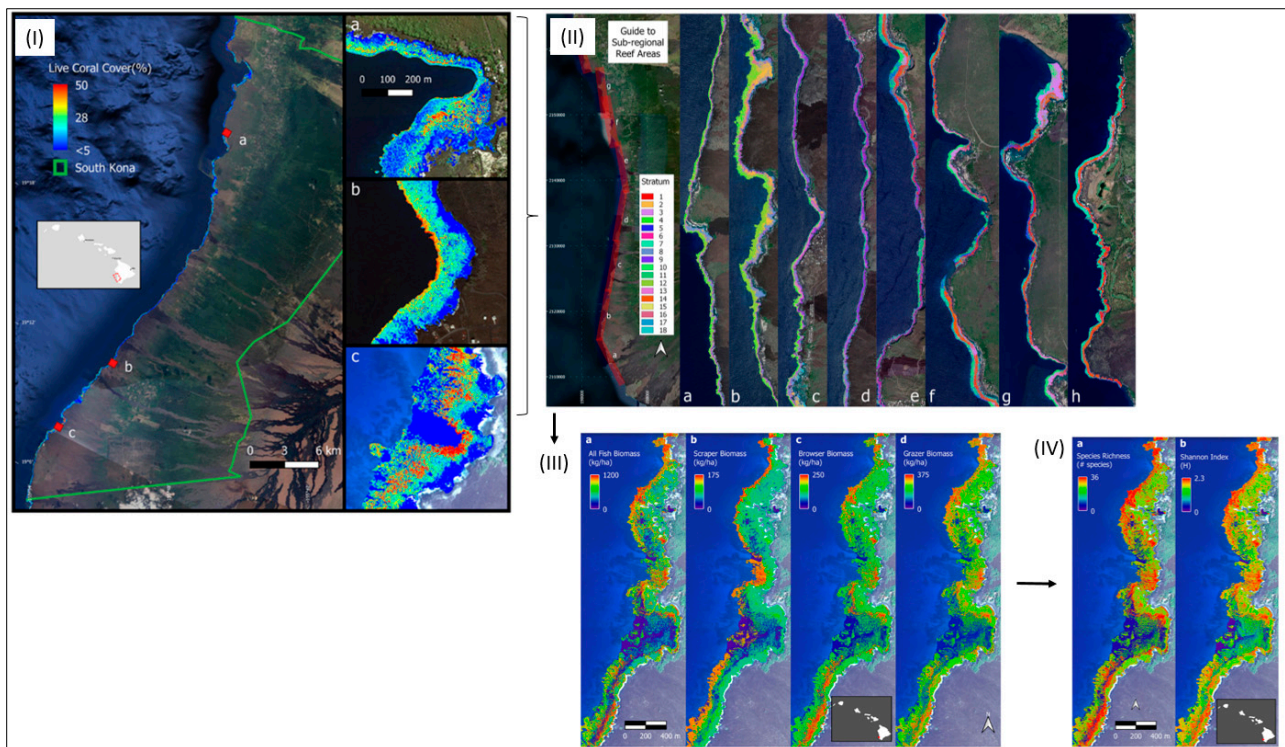 (I)
Live Coral Cover(%)
50
28
<5
South Kona
a
b
c
0 3 6 km
a
0 100 200 m
b
c
(II)
Guide to
Sub-regional
Reef Areas
g
f
e
d
c
b
a
Stratum
1
2
3
4
5
6
7
8
9
10
11
12
13
14
15
16
17
18
a
b
c
d
e
f
g
h
(III)
a
All Fish Biomass
(kg/ha)
1200
0
0 200 400 m
b
Scraper Biomass
(kg/ha)
175
0
c
Browser Biomass
(kg/ha)
250
0
d
Grazer Biomass
(kg/ha)
375
0
N
(IV)
a
Species Richness
(# species)
36
0
0 200 400 m
b
Shannon Index
(H)
2.3
0